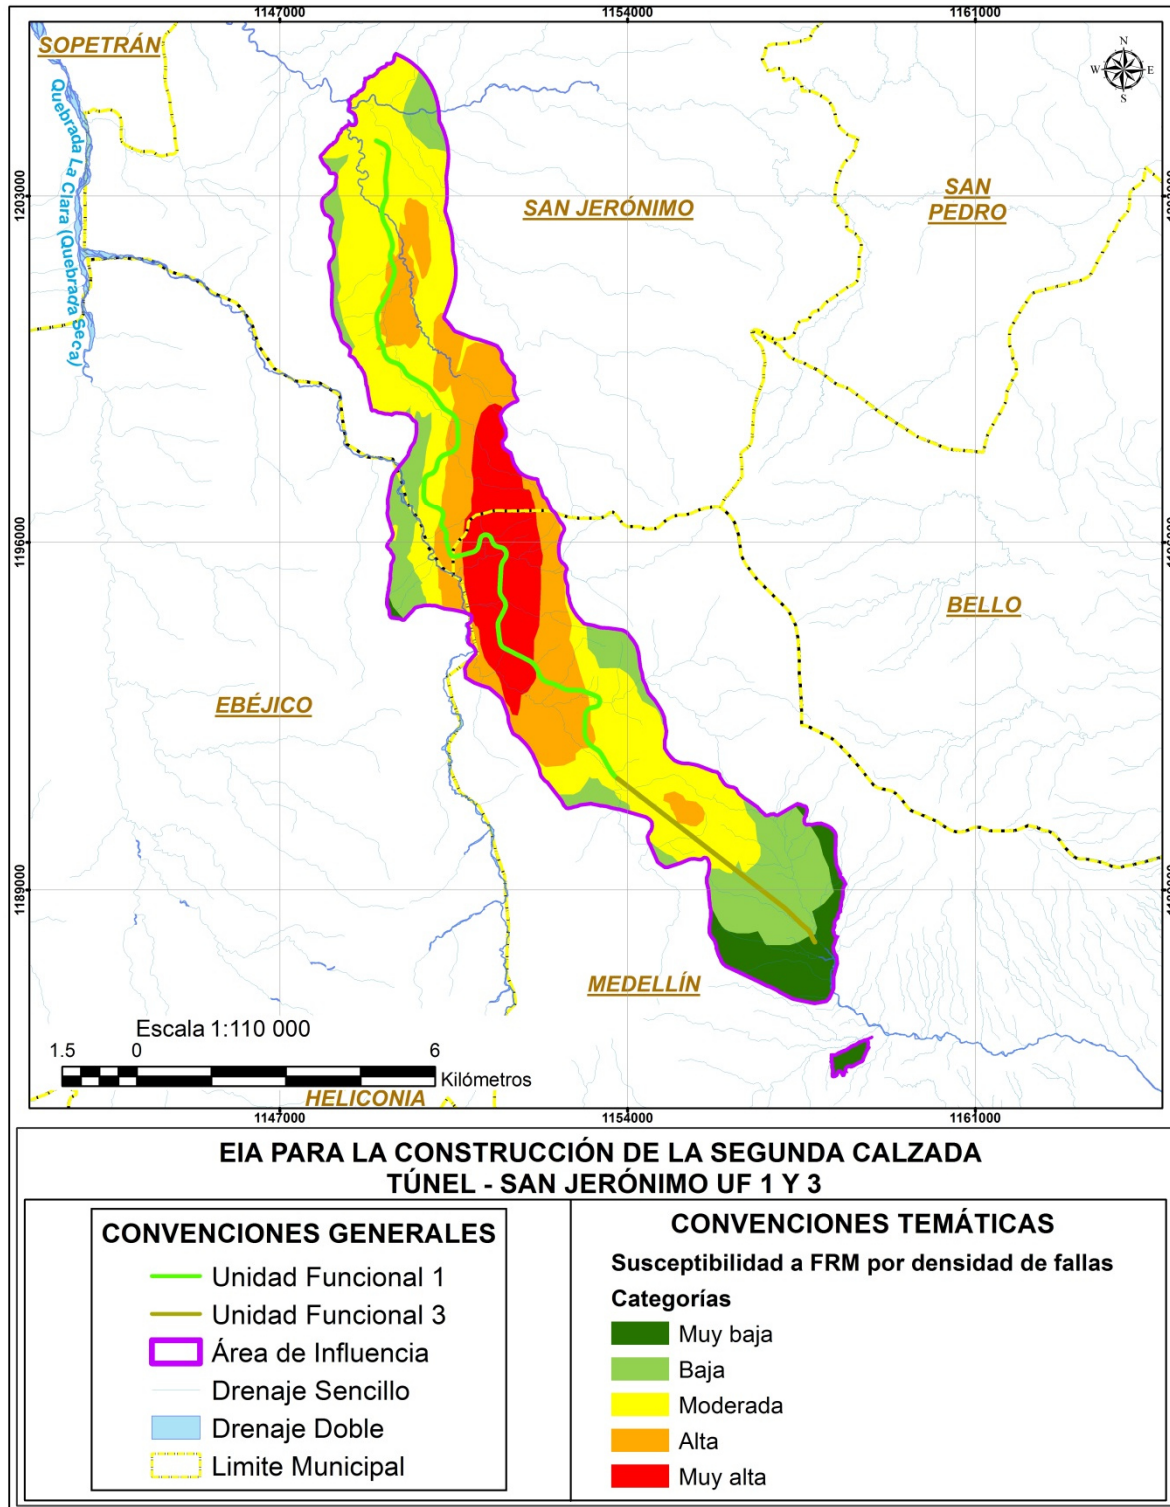 1147000
1154000
1161000
SOPETRÁN
N
W
E
S
Quebrada La Clara (Quebrada Seca)
1203000
SAN
PEDRO
SAN JERÓNIMO
1196000
BELLO
EBÉJICO
1189000
MEDELLÍN
Escala 1:110 000
1.5 0 6
Kilómetros
HELICONIA
1147000
1154000
1161000
EIA PARA LA CONSTRUCCIÓN DE LA SEGUNDA CALZADA
TÚNEL - SAN JERÓNIMO UF 1 Y 3
CONVENCIONES GENERALES
Unidad Funcional 1
Unidad Funcional 3
Área de Influencia
Drenaje Sencillo
Drenaje Doble
Limite Municipal
CONVENCIONES TEMÁTICAS
Susceptibilidad a FRM por densidad de fallas
Categorías
Muy baja
Baja
Moderada
Alta
Muy alta